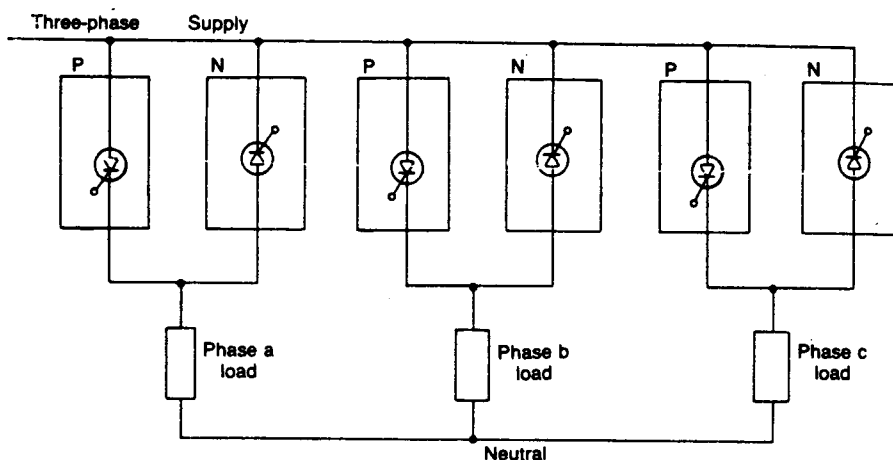 Three-phase Supply
P N P N P N
Phase a
load
Phase b
load
Phase c
load
Neutral